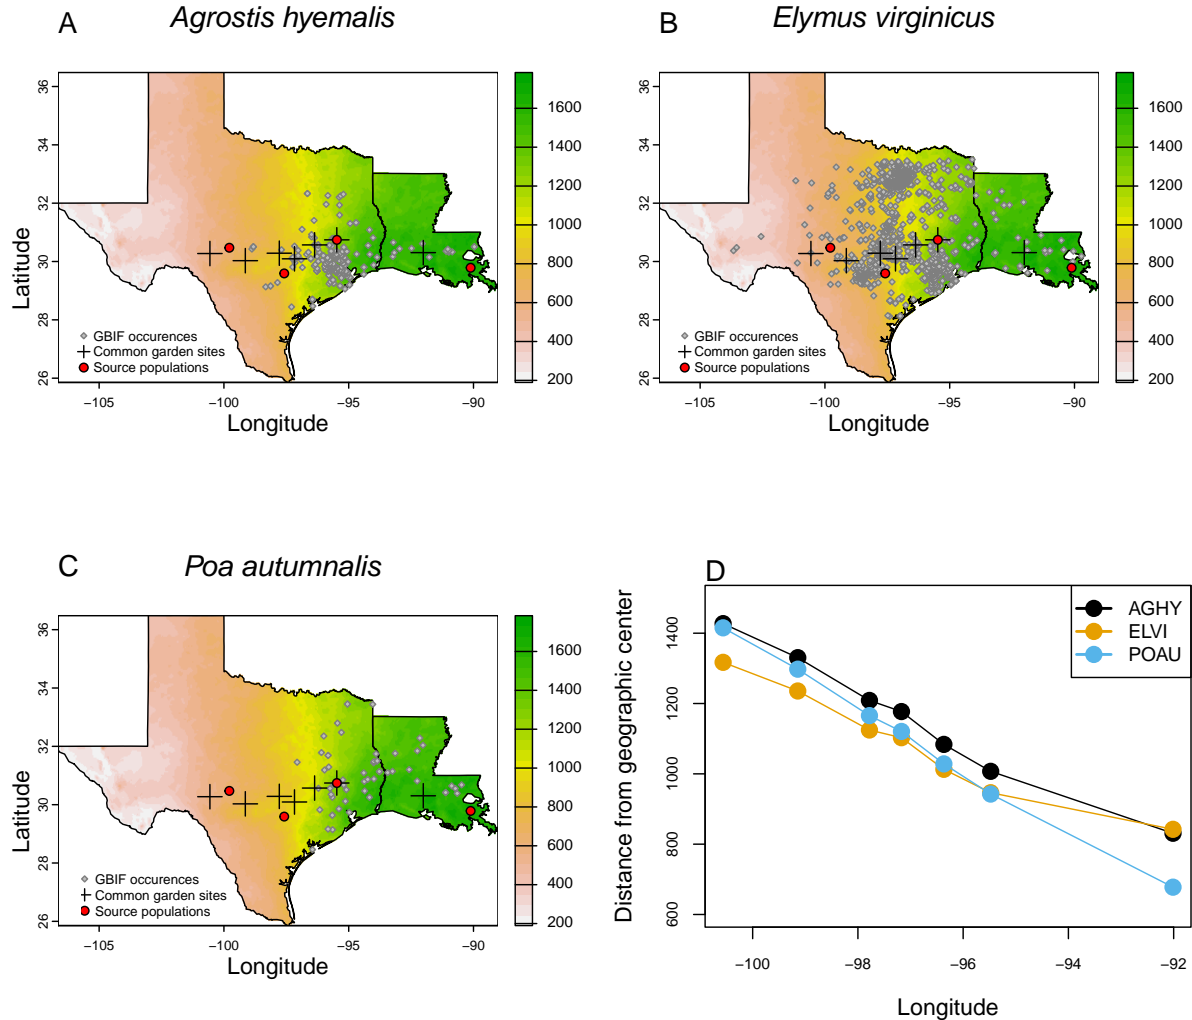 A
Agrostis hyemalis
36
34
32
30
28
26
Latitude
GBIF occurences
Common garden sites
Source populations
−105
−100
−95
−90
Longitude
1600
1400
1200
1000
800
600
400
200
B
Elymus virginicus
36
34
32
30
28
26
Latitude
GBIF occurences
Common garden sites
Source populations
−105
−100
−95
−90
Longitude
1600
1400
1200
1000
800
600
400
200
C
Poa autumnalis
36
34
32
30
28
26
Latitude
GBIF occurences
Common garden sites
Source populations
−105
−100
−95
−90
Longitude
1600
1400
1200
1000
800
600
400
200
D
AGHY
ELVI
POAU
1400
1200
1000
800
600
Distance from geographic center
−100
−98
−96
−94
−92
Longitude